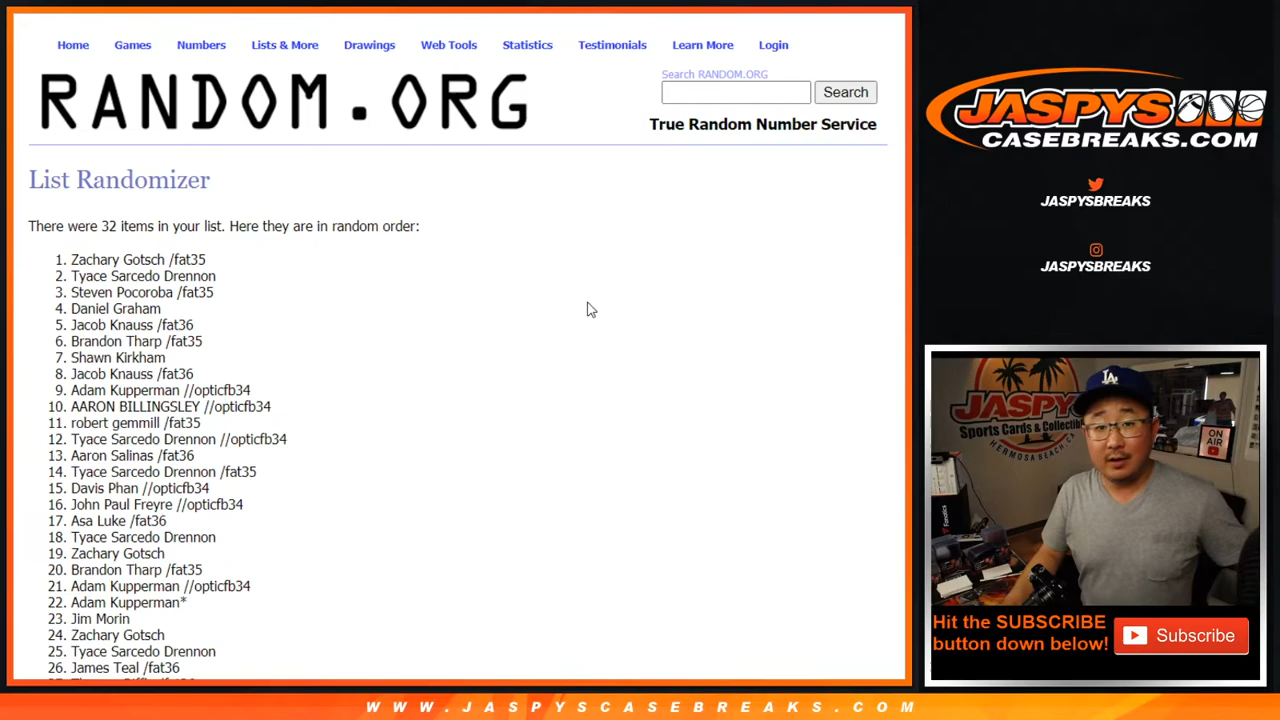 Home Games Numbers Lists & More Drawings Web Tools Statistics Testimonials Learn More Login
RANDOM.ORG
Search RANDOM.ORG
Search
True Random Number Service
List Randomizer
There were 32 items in your list. Here they are in random order:
1. Zachary Gotsch /fat35
2. Tyace Sarcedo Drennon
3. Steven Pocoroba /fat35
4. Daniel Graham
5. Jacob Knauss /fat36
6. Brandon Tharp /fat35
7. Shawn Kirkham
8. Jacob Knauss /fat36
9. Adam Kupperman //opticfb34
10. AARON BILLINGSLEY //opticfb34
11. robert gemmill /fat35
12. Tyace Sarcedo Drennon //opticfb34
13. Aaron Salinas /fat36
14. Tyace Sarcedo Drennon /fat35
15. Davis Phan //opticfb34
16. John Paul Freyre //opticfb34
17. Asa Luke /fat36
18. Tyace Sarcedo Drennon
19. Zachary Gotsch
20. Brandon Tharp /fat35
21. Adam Kupperman //opticfb34
22. Adam Kupperman*
23. Jim Morin
24. Zachary Gotsch
25. Tyace Sarcedo Drennon
26. James Teal /fat36
JASPYS
CASEBREAKS.COM
JASPYSBREAKS
JASPYSBREAKS
JASPYS
Sports Cards & Collectib
HERMOSA BEACH, CA
LA
ON
AIR
Fanatics
Hit the SUBSCRIBE
button down below!
Subscribe
WWW.JASPYSCASEBREAKS.COM